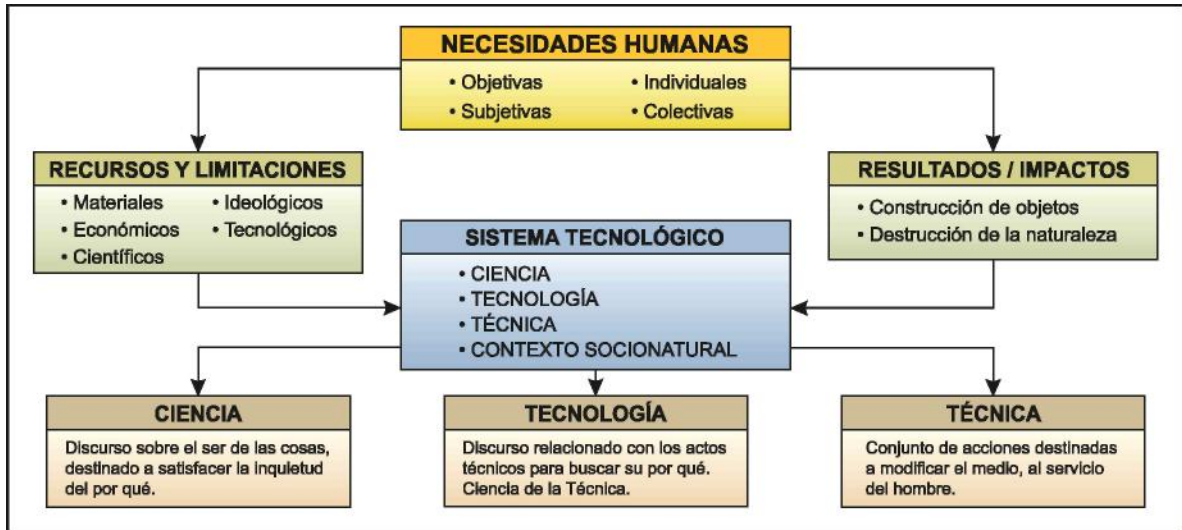 NECESIDADES HUMANAS
• Objetivas • Individuales
• Subjetivas • Colectivas
RECURSOS Y LIMITACIONES
• Materiales • Ideológicos
• Económicos • Tecnológicos
• Científicos
RESULTADOS / IMPACTOS
• Construcción de objetos
• Destrucción de la naturaleza
SISTEMA TECNOLÓGICO
• CIENCIA
• TECNOLOGÍA
• TÉCNICA
• CONTEXTO SOCIONATURAL
CIENCIA
Discurso sobre el ser de las cosas,
destinado a satisfacer la inquietud
del por qué.
TECNOLOGÍA
Discurso relacionado con los actos
técnicos para buscar su por qué.
Ciencia de la Técnica.
TÉCNICA
Conjunto de acciones destinadas
a modificar el medio, al servicio
del hombre.